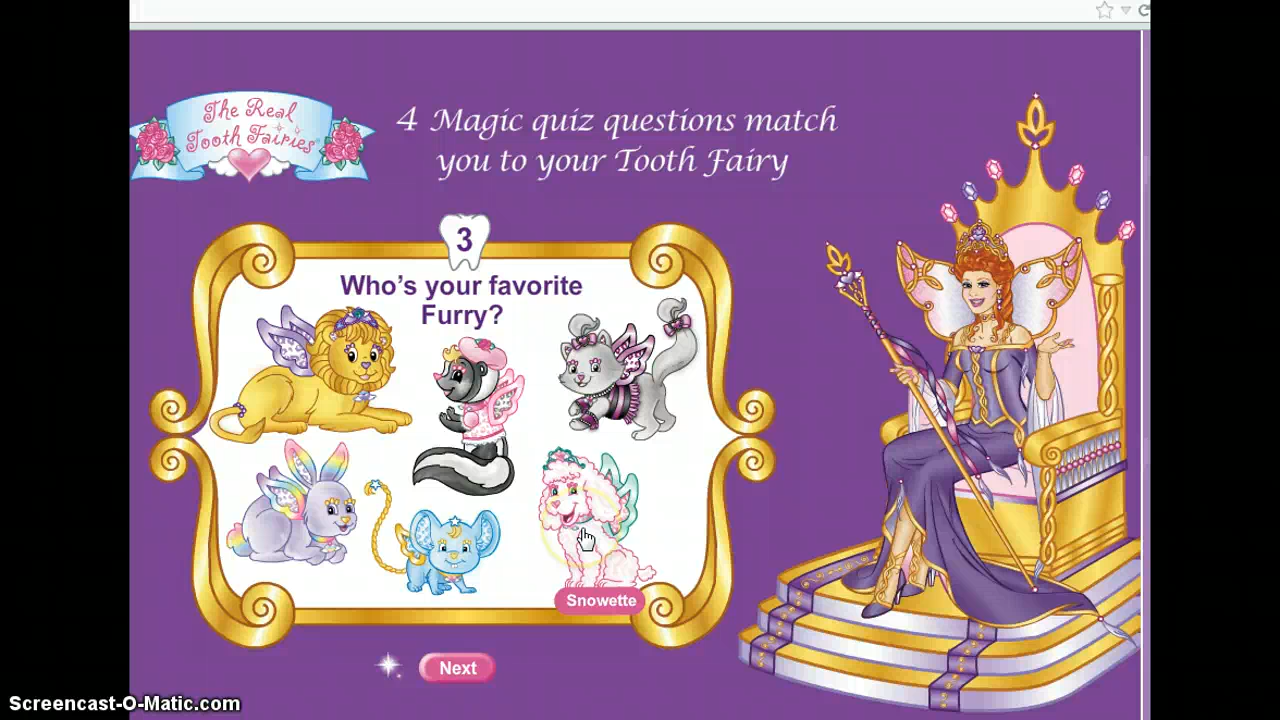 The Real
Tooth Fairies®
4 Magic quiz questions match
you to your Tooth Fairy
3
Who's your favorite
Furry?
Snowette
Next
Screencast-O-Matic.com